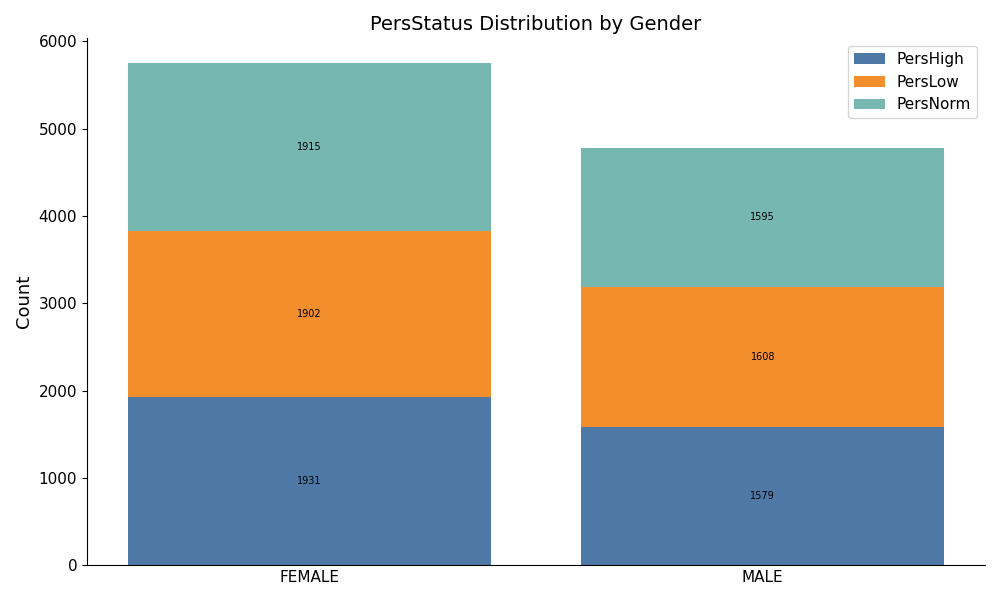 PersStatus Distribution by Gender
6000
5000
4000
3000
2000
1000
0
Count
PersHigh
PersLow
PersNorm
1915
1902
1931
1595
1608
1579
FEMALE
MALE